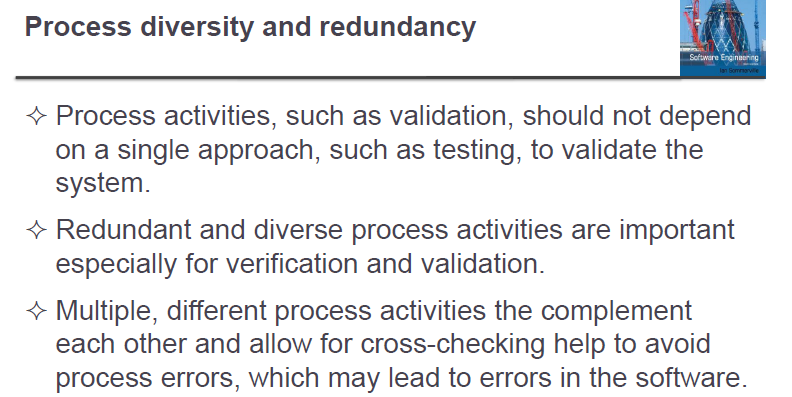 Process diversity and redundancy
Software Engineering
Ian Sommerville
✧ Process activities, such as validation, should not depend
on a single approach, such as testing, to validate the
system.
✧ Redundant and diverse process activities are important
especially for verification and validation.
✧ Multiple, different process activities the complement
each other and allow for cross-checking help to avoid
process errors, which may lead to errors in the software.